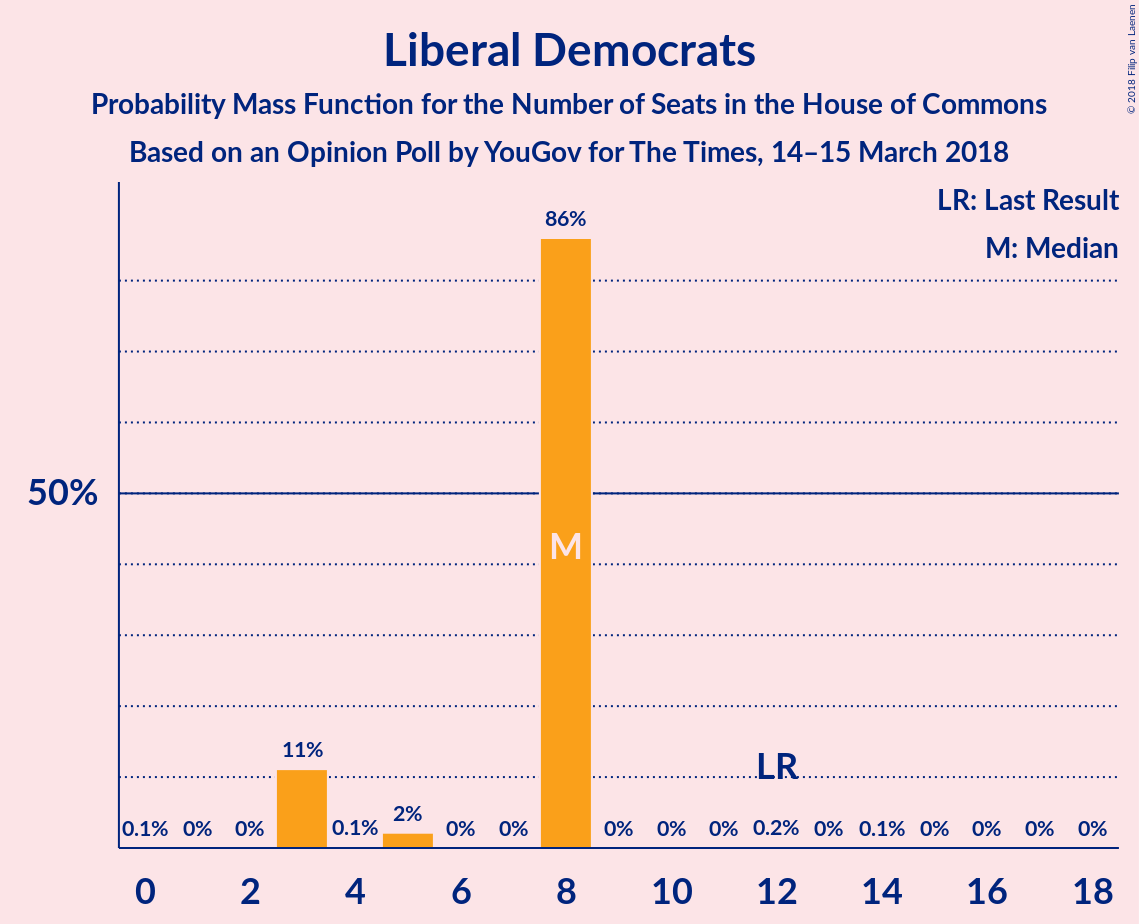 Liberal Democrats
Probability Mass Function for the Number of Seats in the House of Commons
Based on an Opinion Poll by YouGov for The Times, 14–15 March 2018
© 2018 Filip van Laenen
LR: Last Result
M: Median
86%
50%
M
11%
LR
0.1% 0% 0% 0.1% 2% 0% 0% 0% 0% 0% 0.2% 0% 0.1% 0% 0% 0% 0%
0 2 4 6 8 10 12 14 16 18